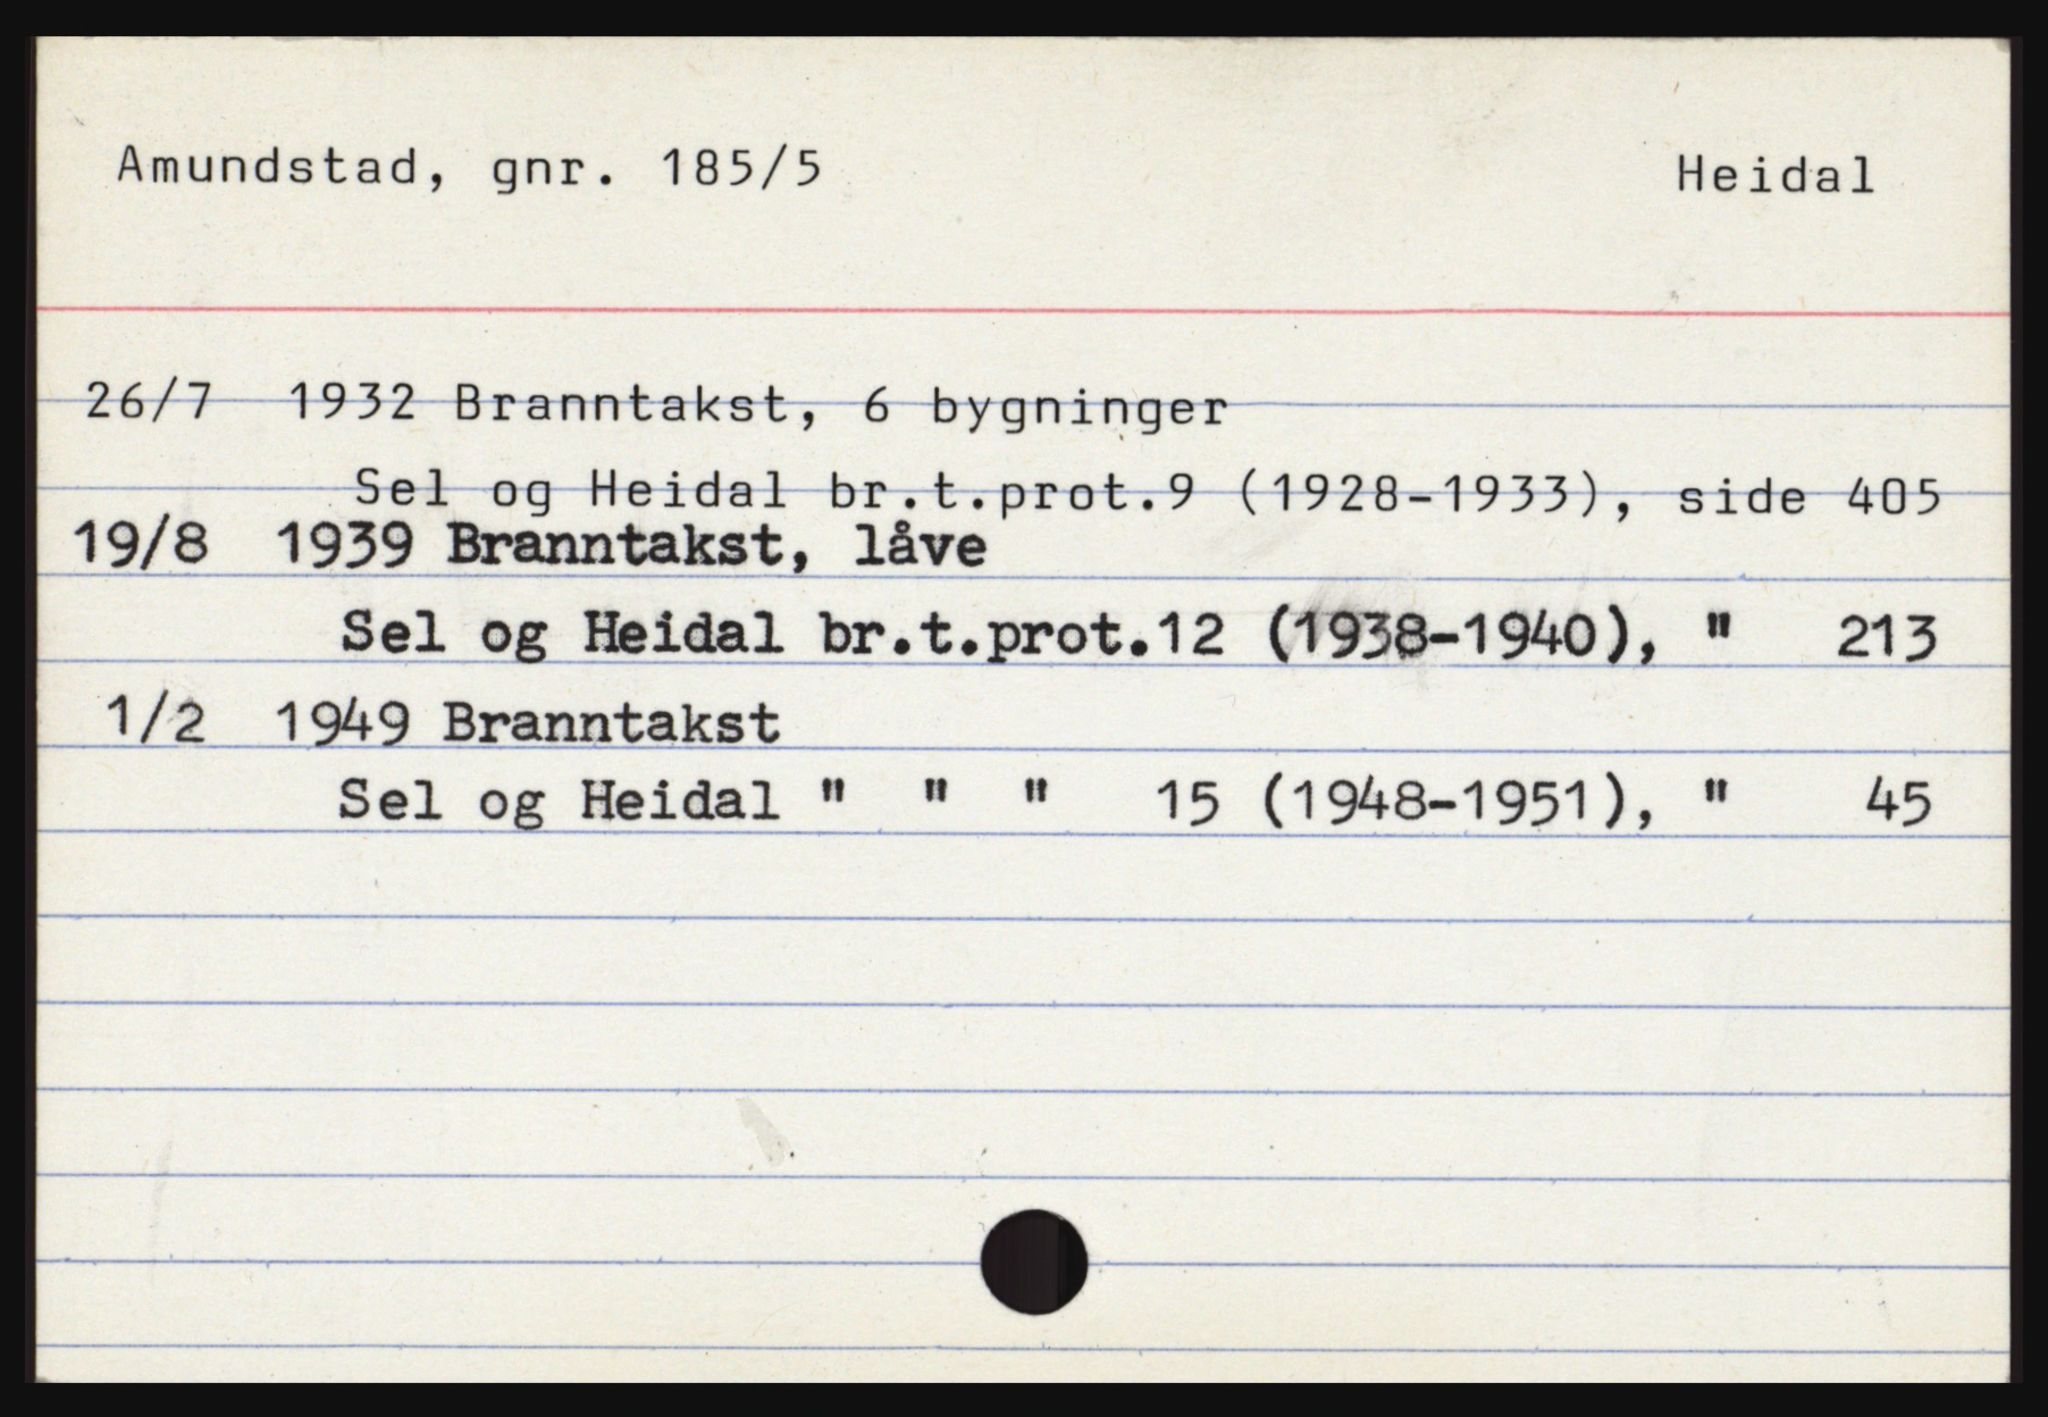 Amundstad, gnr. 185/5 Heidal
26/7 1932 Branntakst, 6 bygninger
Sel og Heidal br.t.prot.9 (1928-1933), side 405
19/8 1939 Branntakst, låve
Sel og Heidal br.t.prot.12 (1938-1940), " 213
1/2 1949 Branntakst
Sel og Heidal " " " 15 (1948-1951), " 45